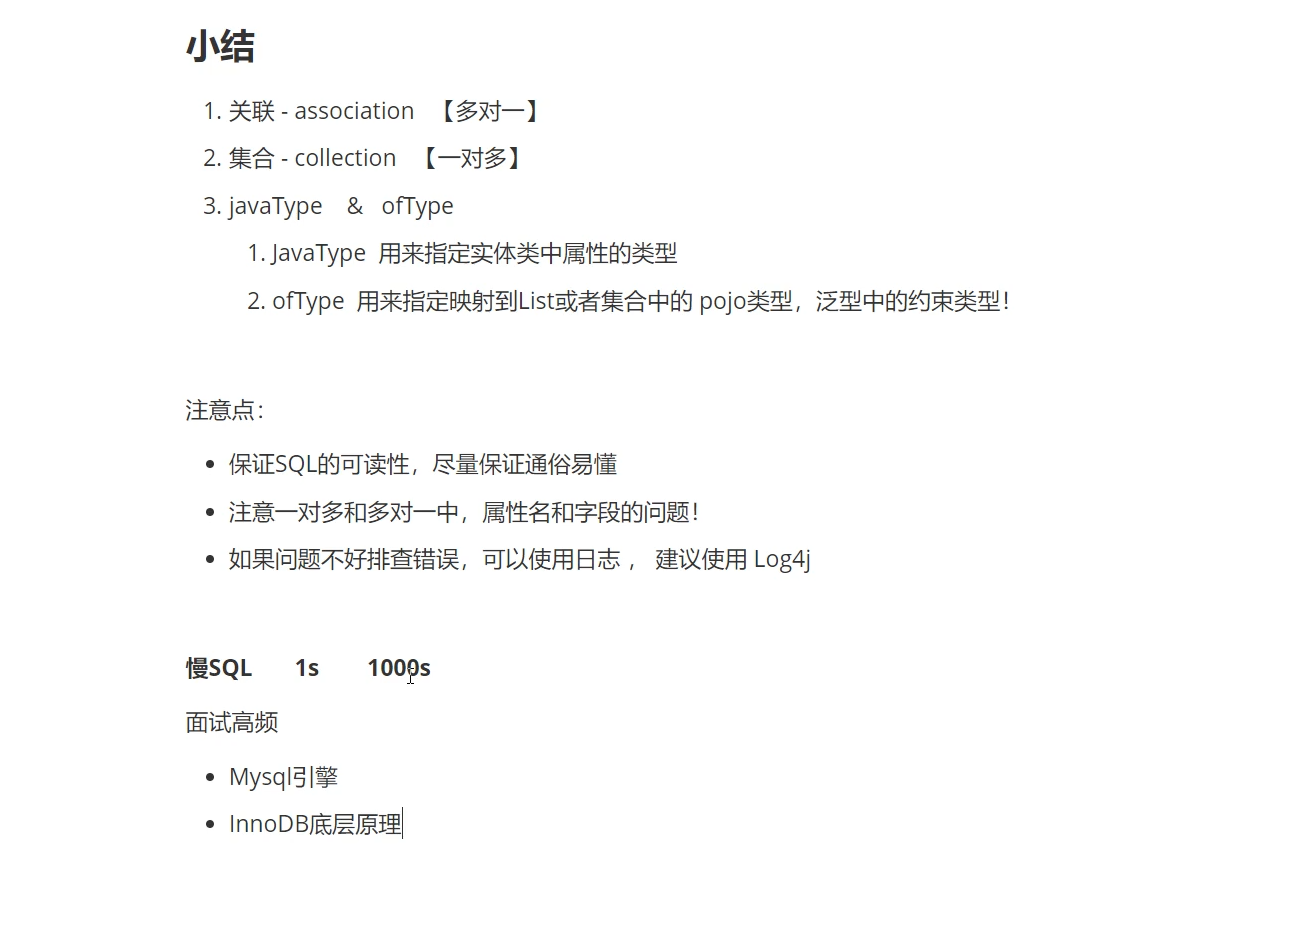 小结
1. 关联 - association 【多对一】
2. 集合 - collection 【一对多】
3. javaType & ofType
1. JavaType 用来指定实体类中属性的类型
2. ofType 用来指定映射到List或者集合中的 pojo类型，泛型中的约束类型！
注意点：
保证SQL的可读性，尽量保证通俗易懂
注意一对多和多对一中，属性名和字段的问题！
如果问题不好排查错误，可以使用日志 ， 建议使用 Log4j
慢SQL 1s 1000s
面试高频
Mysql引擎
InnoDB底层原理